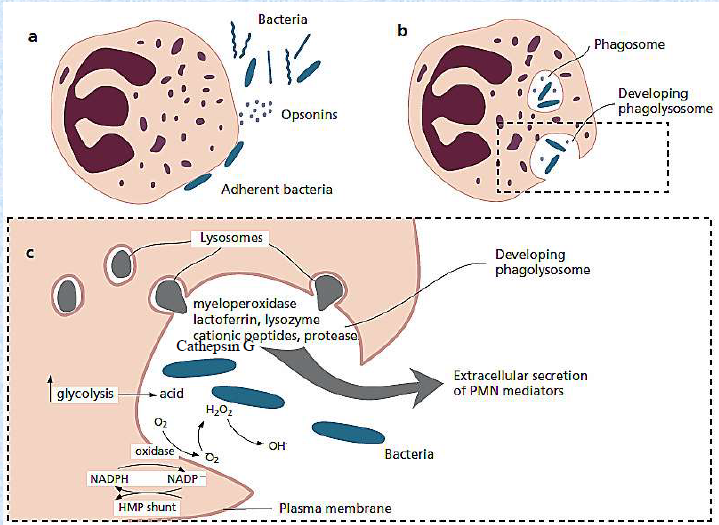 a
Bacteria
Opsonins
Adherent bacteria
b
Phagosome
Developing
phagolysosome
c
Lysosomes
Developing
phagolysosome
myeloperoxidase
lactoferrin, lysozyme
cationic peptides, protease
Cathepsin G
Extracellular secretion
of PMN mediators
glycolysis
acid
H2O2
O2
OH
oxidase
O2
Bacteria
NADPH
NADP
HMP shunt
Plasma membrane